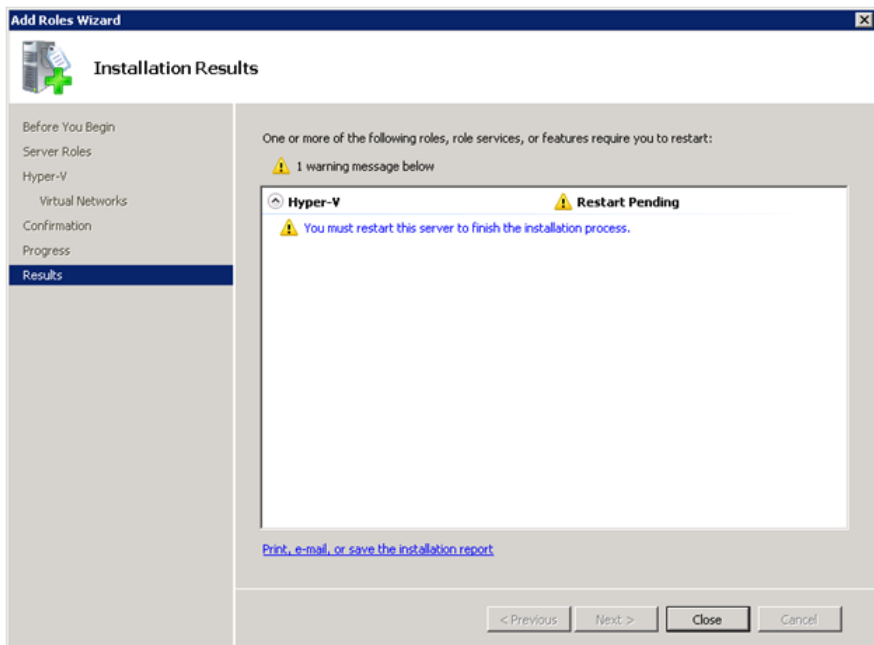 Add Roles Wizard
Installation Results
Before You Begin
Server Roles
Hyper-V
Virtual Networks
Confirmation
Progress
Results
One or more of the following roles, role services, or features require you to restart:
1 warning message below
Hyper-V Restart Pending
You must restart this server to finish the installation process.
Print, e-mail, or save the installation report
< Previous Next > Close Cancel